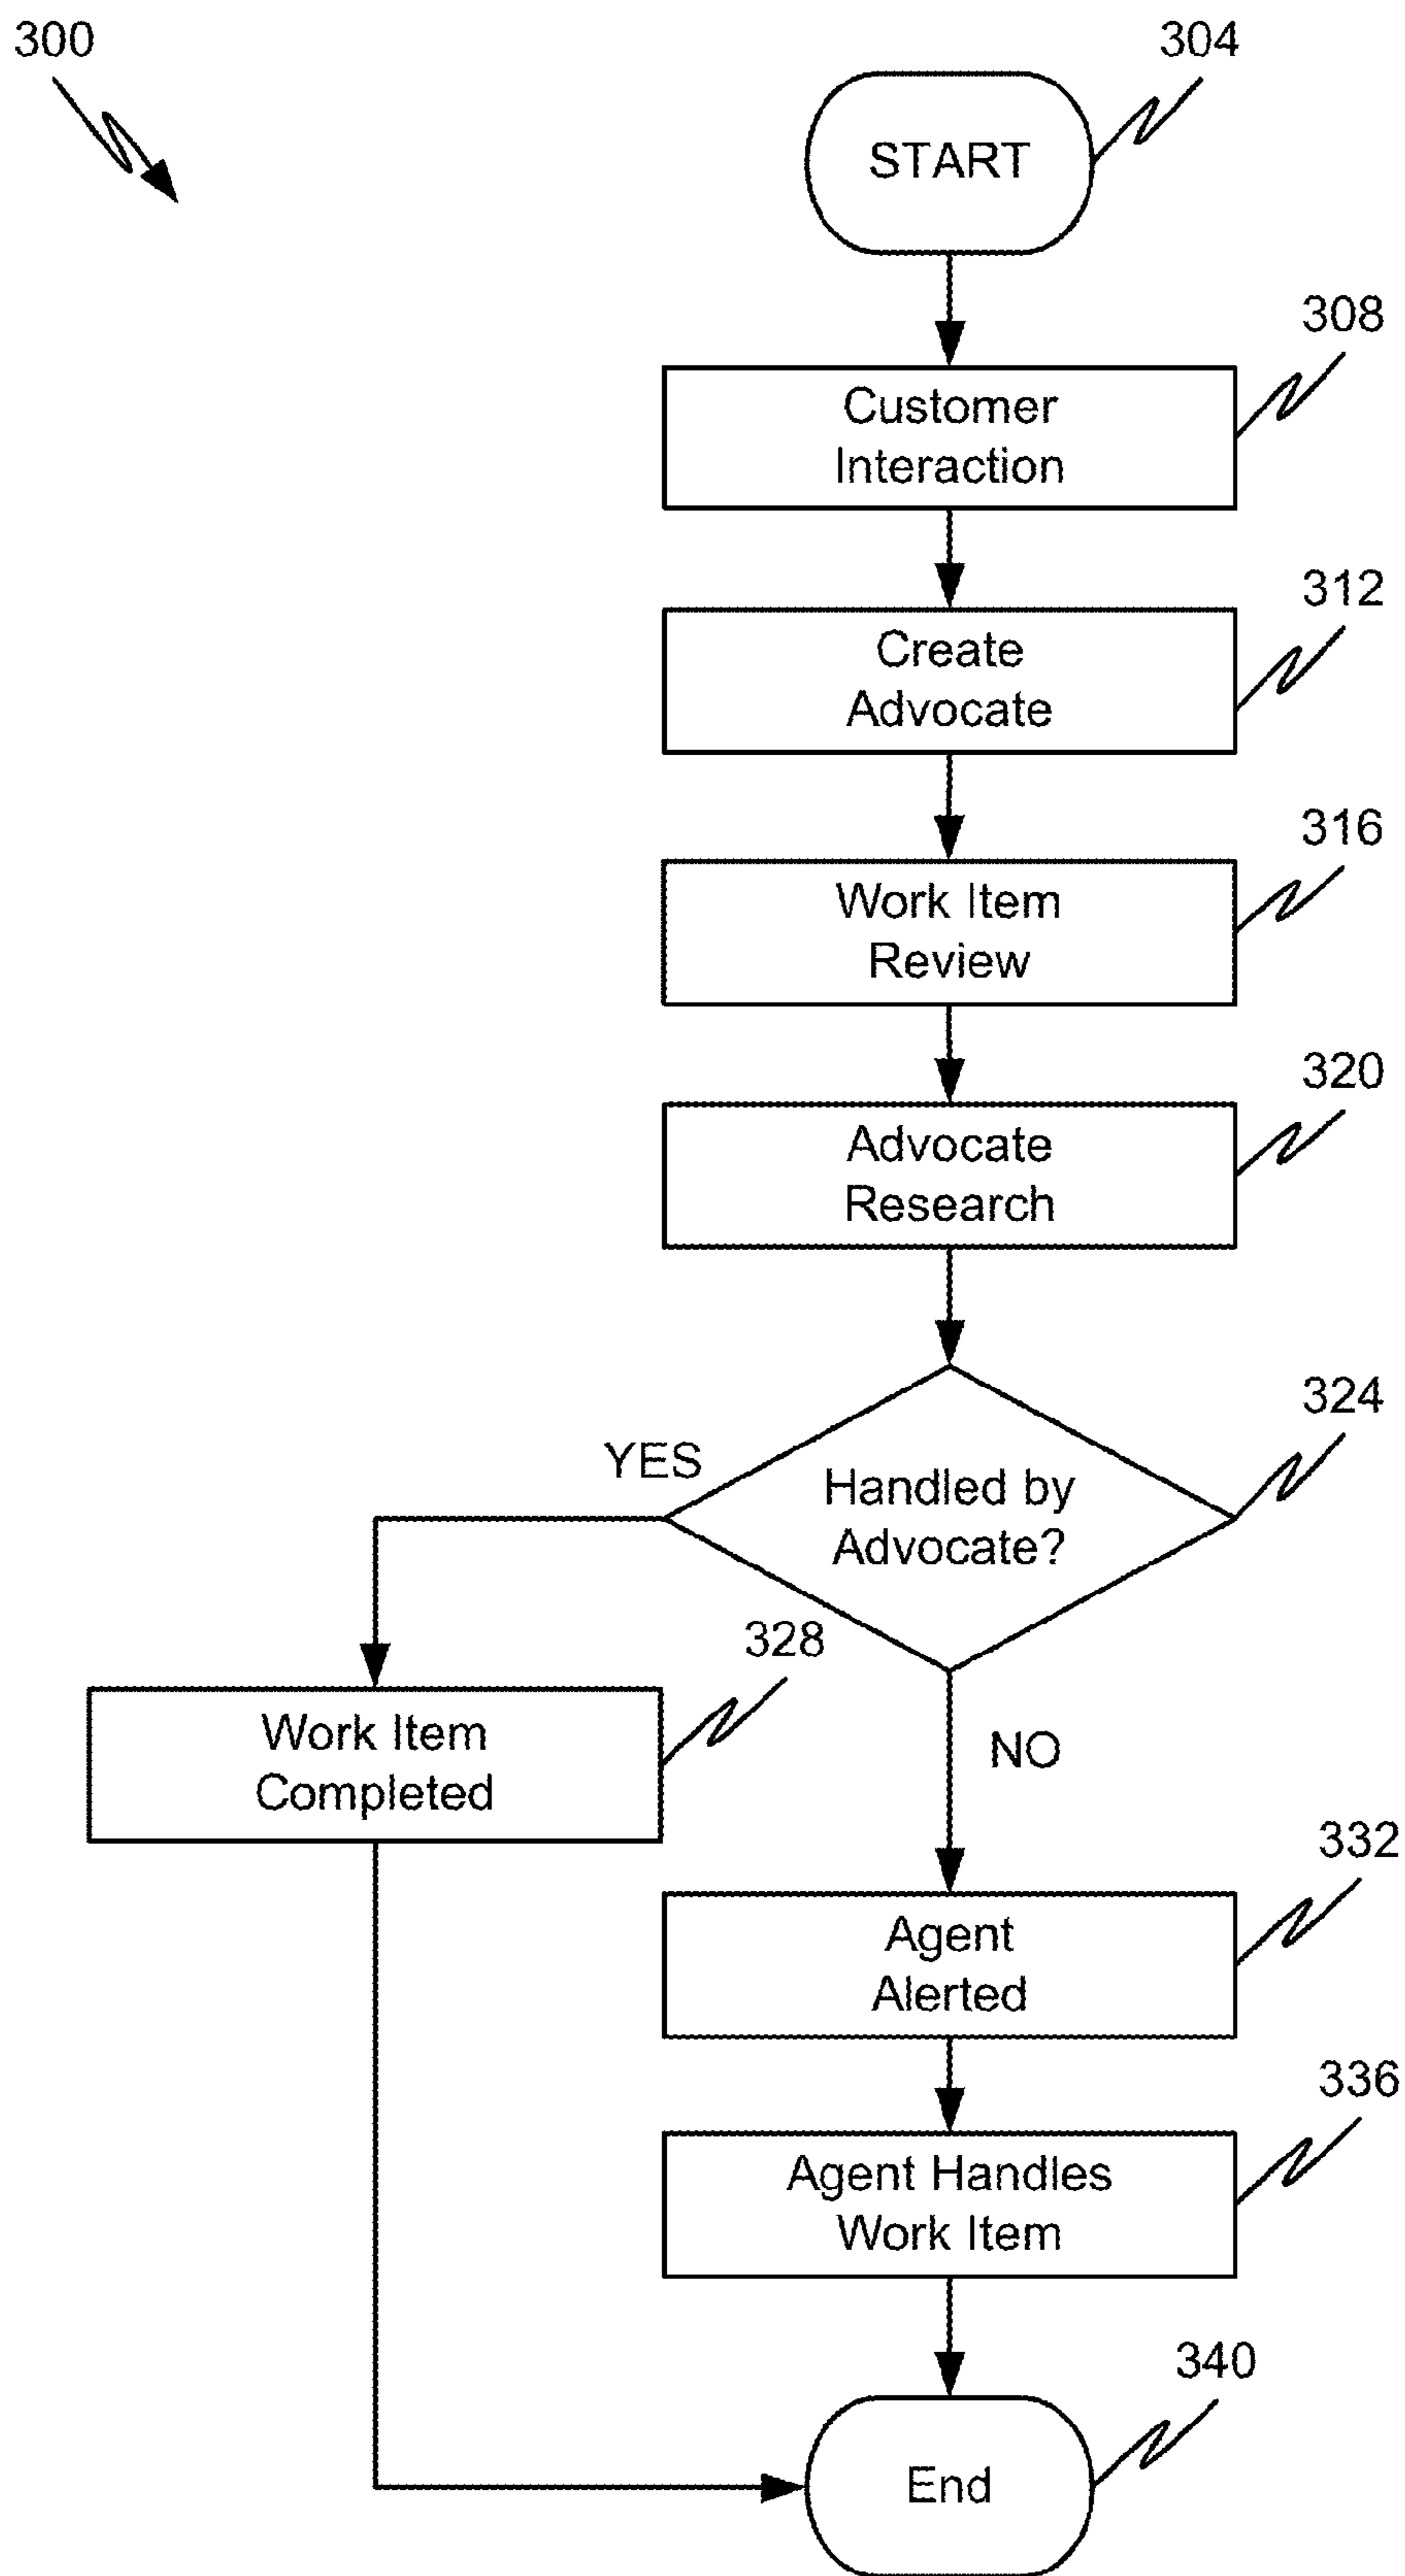 300
304
START
308
Customer
Interaction
312
Create
Advocate
316
Work Item
Review
320
Advocate
Research
324
YES
Handled by
Advocate?
328
Work Item
Completed
NO
332
Agent
Alerted
336
Agent Handles
Work Item
340
End